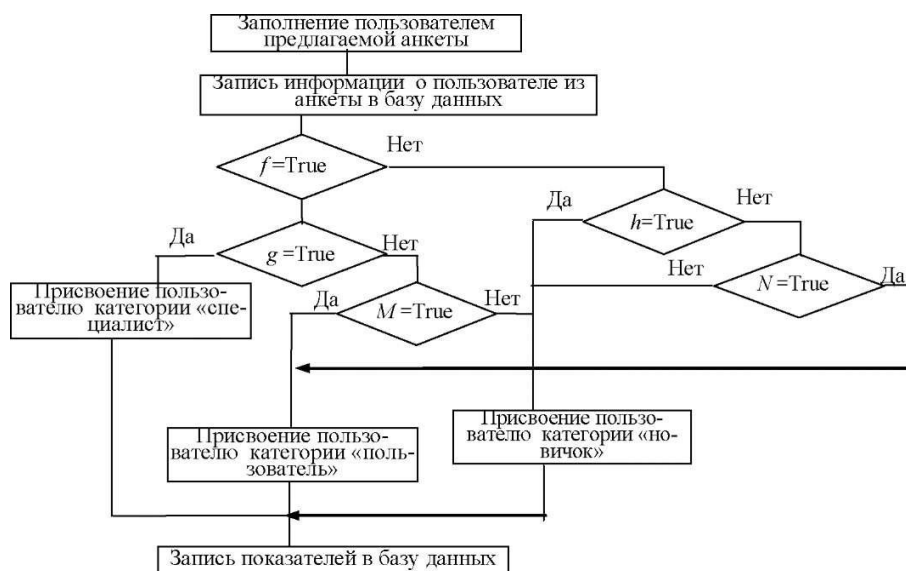 Заполнение пользователем
предлагаемой анкеты
Запись информации о пользователе из
анкеты в базу данных
Нет
f=True
Да
Нет
h=True
Да
Нет
g=True
Нет
N=True
Да
Присвоение пользо-
вателю категории «спе-
циалист»
Да
M=True
Нет
Присвоение пользо-
вателю категории «поль-
зователь»
Присвоение пользо-
вателю категории «но-
вичок»
Запись показателей в базу данных